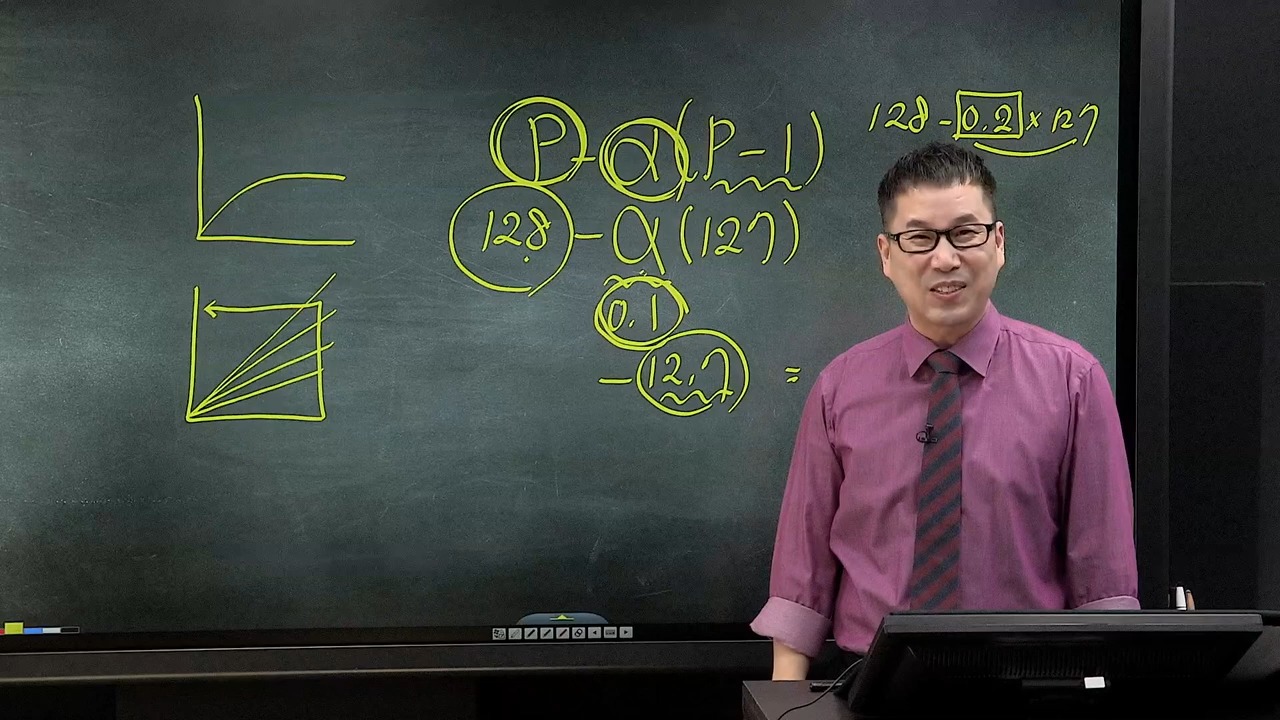 P - α(P - 1)
128 - 0.2 × 127
128 - α(127)
0.1
- 12.7 =